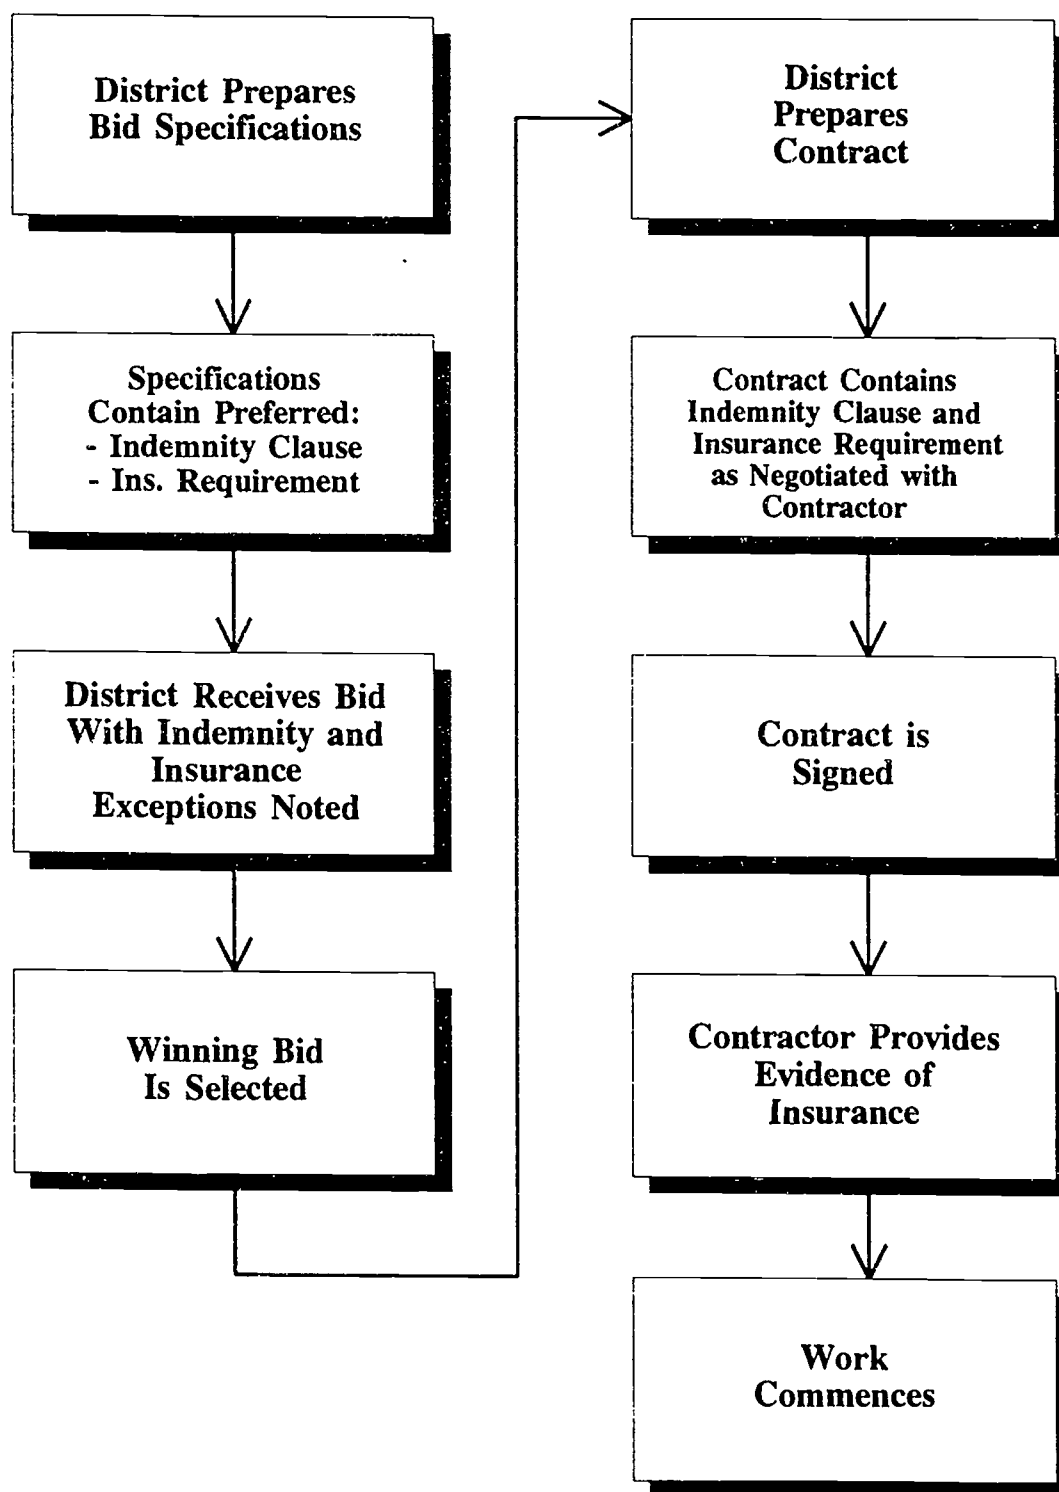 District Prepares
Bid Specifications
Specifications
Contain Preferred:
- Indemnity Clause
- Ins. Requirement
District Receives Bid
With Indemnity and
Insurance
Exceptions Noted
Winning Bid
Is Selected
District
Prepares
Contract
Contract Contains
Indemnity Clause and
Insurance Requirement
as Negotiated with
Contractor
Contract is
Signed
Contractor Provides
Evidence of
Insurance
Work
Commences